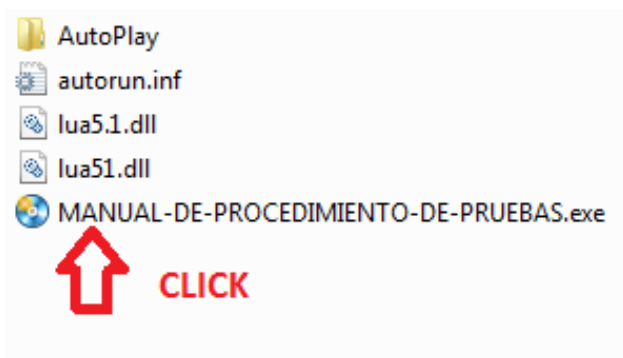 AutoPlay
autorun.inf
lua5.1.dll
lua51.dll
MANUAL-DE-PROCEDIMIENTO-DE-PRUEBAS.exe
CLICK